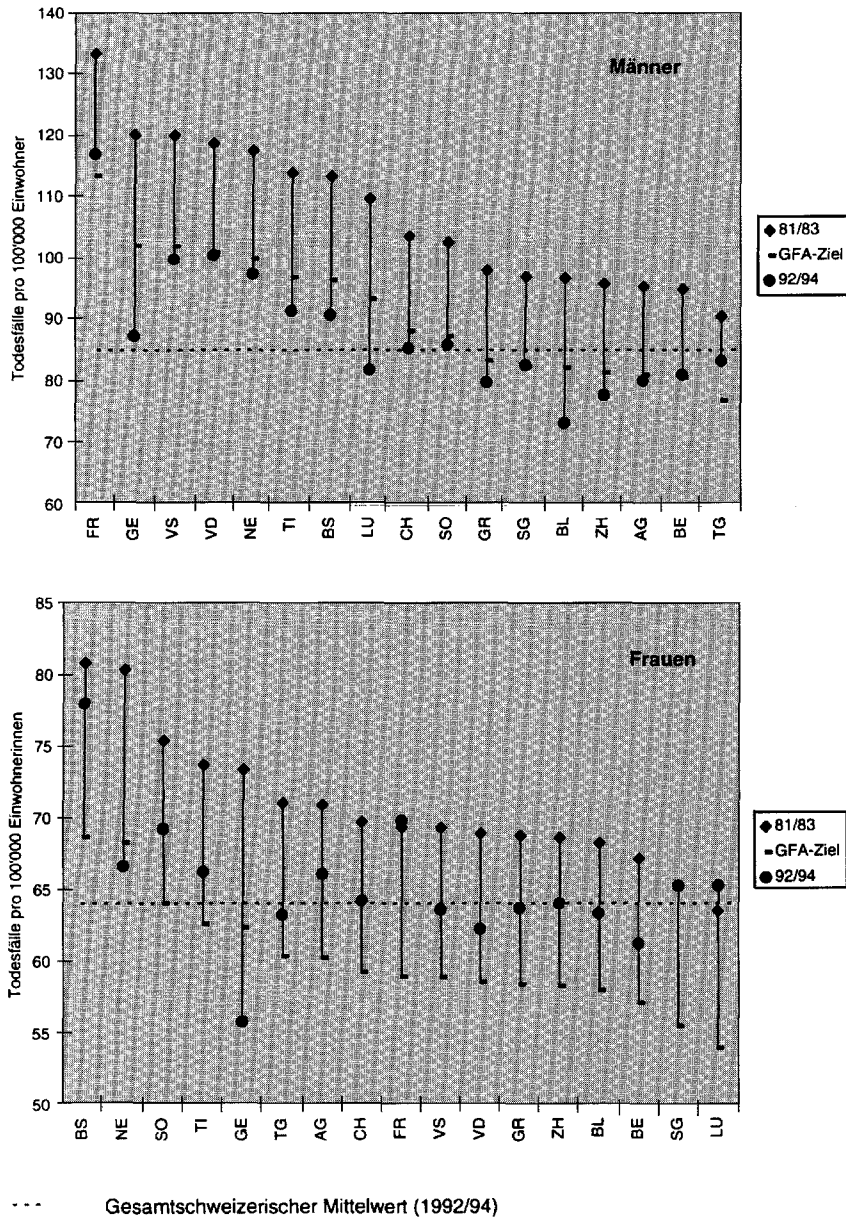 140
130
120
110
100
90
80
70
60
Todesfälle pro 100'000 Einwohner
Männer
81/83
GFA-Ziel
92/94
FR GE VS VD NE TI BS LU CH SO GR SG BL ZH AG BE TG
85
80
75
70
65
60
55
50
Todesfälle pro 100'000 Einwohnerinnen
Frauen
81/83
GFA-Ziel
92/94
BS NE SO TI GE TG AG CH FR VS VD GR ZH BL BE SG LU
--- Gesamtschweizerischer Mittelwert (1992/94)